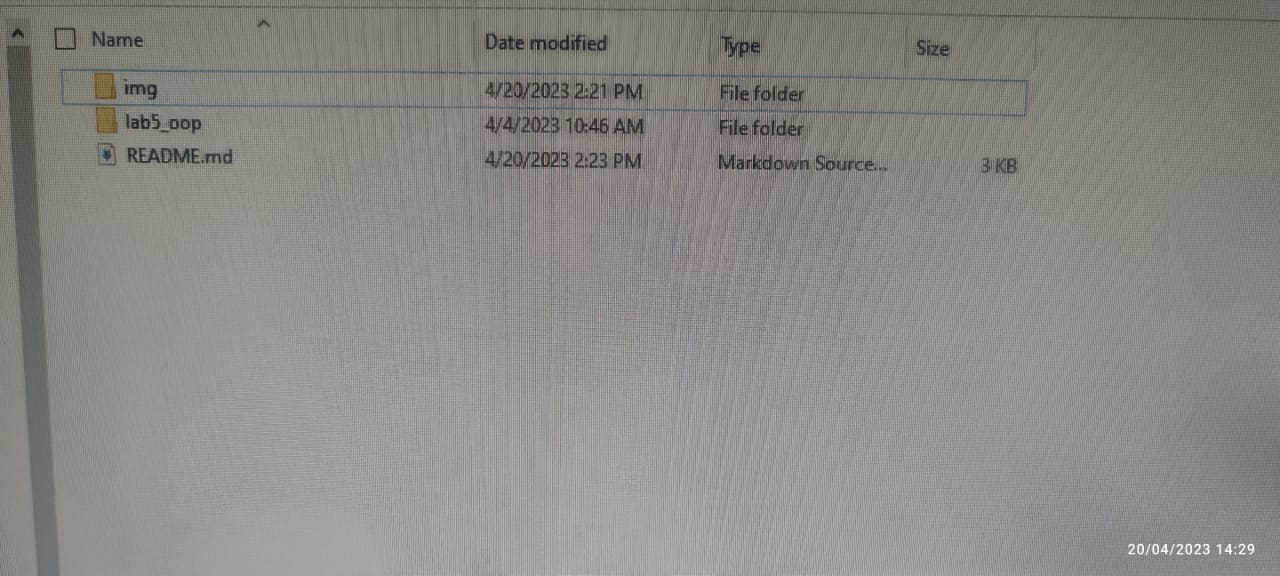 Name Date modified Type Size
img 4/20/2023 2:21 PM File folder
lab5_oop 4/4/2023 10:46 AM File folder
README.md 4/20/2023 2:23 PM Markdown Source... 3 KB
20/04/2023 14:29